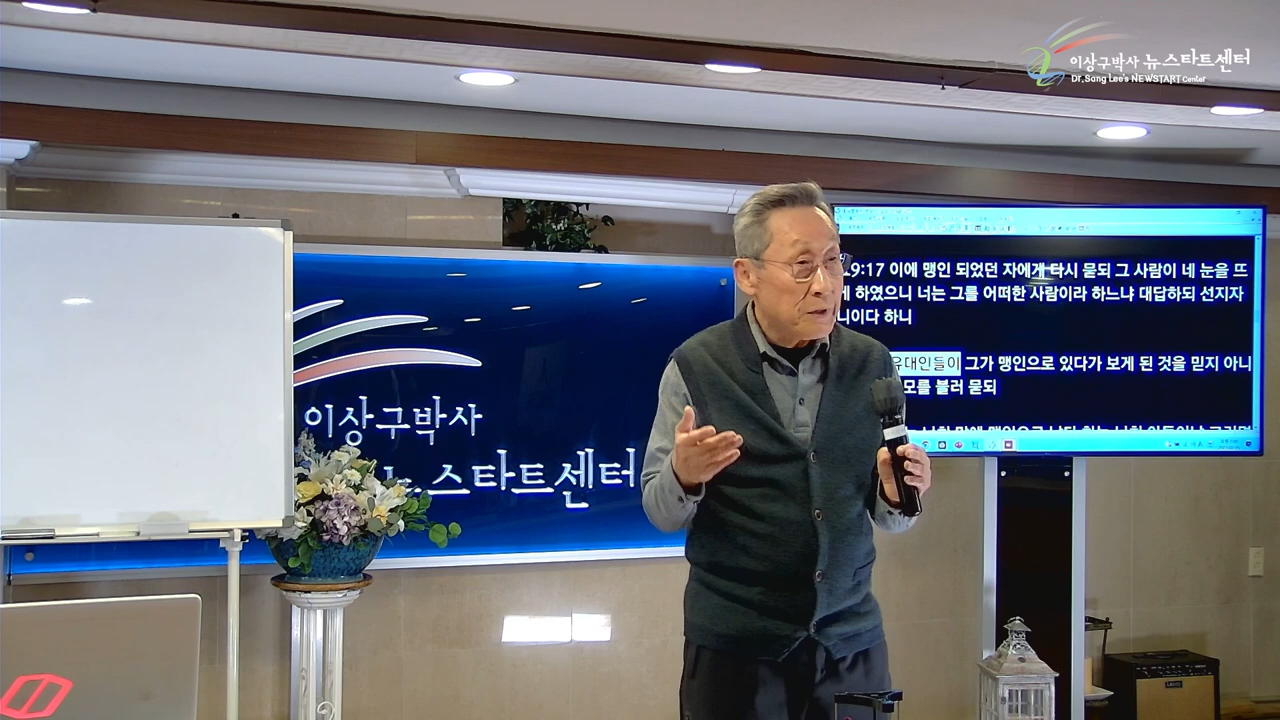 이상구박사 뉴스타트센터
Dr. Sang Lee's NEWSTART Center
9:17 이에 맹인 되었던 자에게 다시 묻되 그 사람이 네 눈을 뜨
게 하였으니 너는 그를 어떠한 사람이라 하느냐 대답하되 선지자
니이다 하니
유대인들이 그가 맹인으로 있다가 보게 된 것을 믿지 아니
모를 불러 묻되
이상구박사
뉴스타트센터